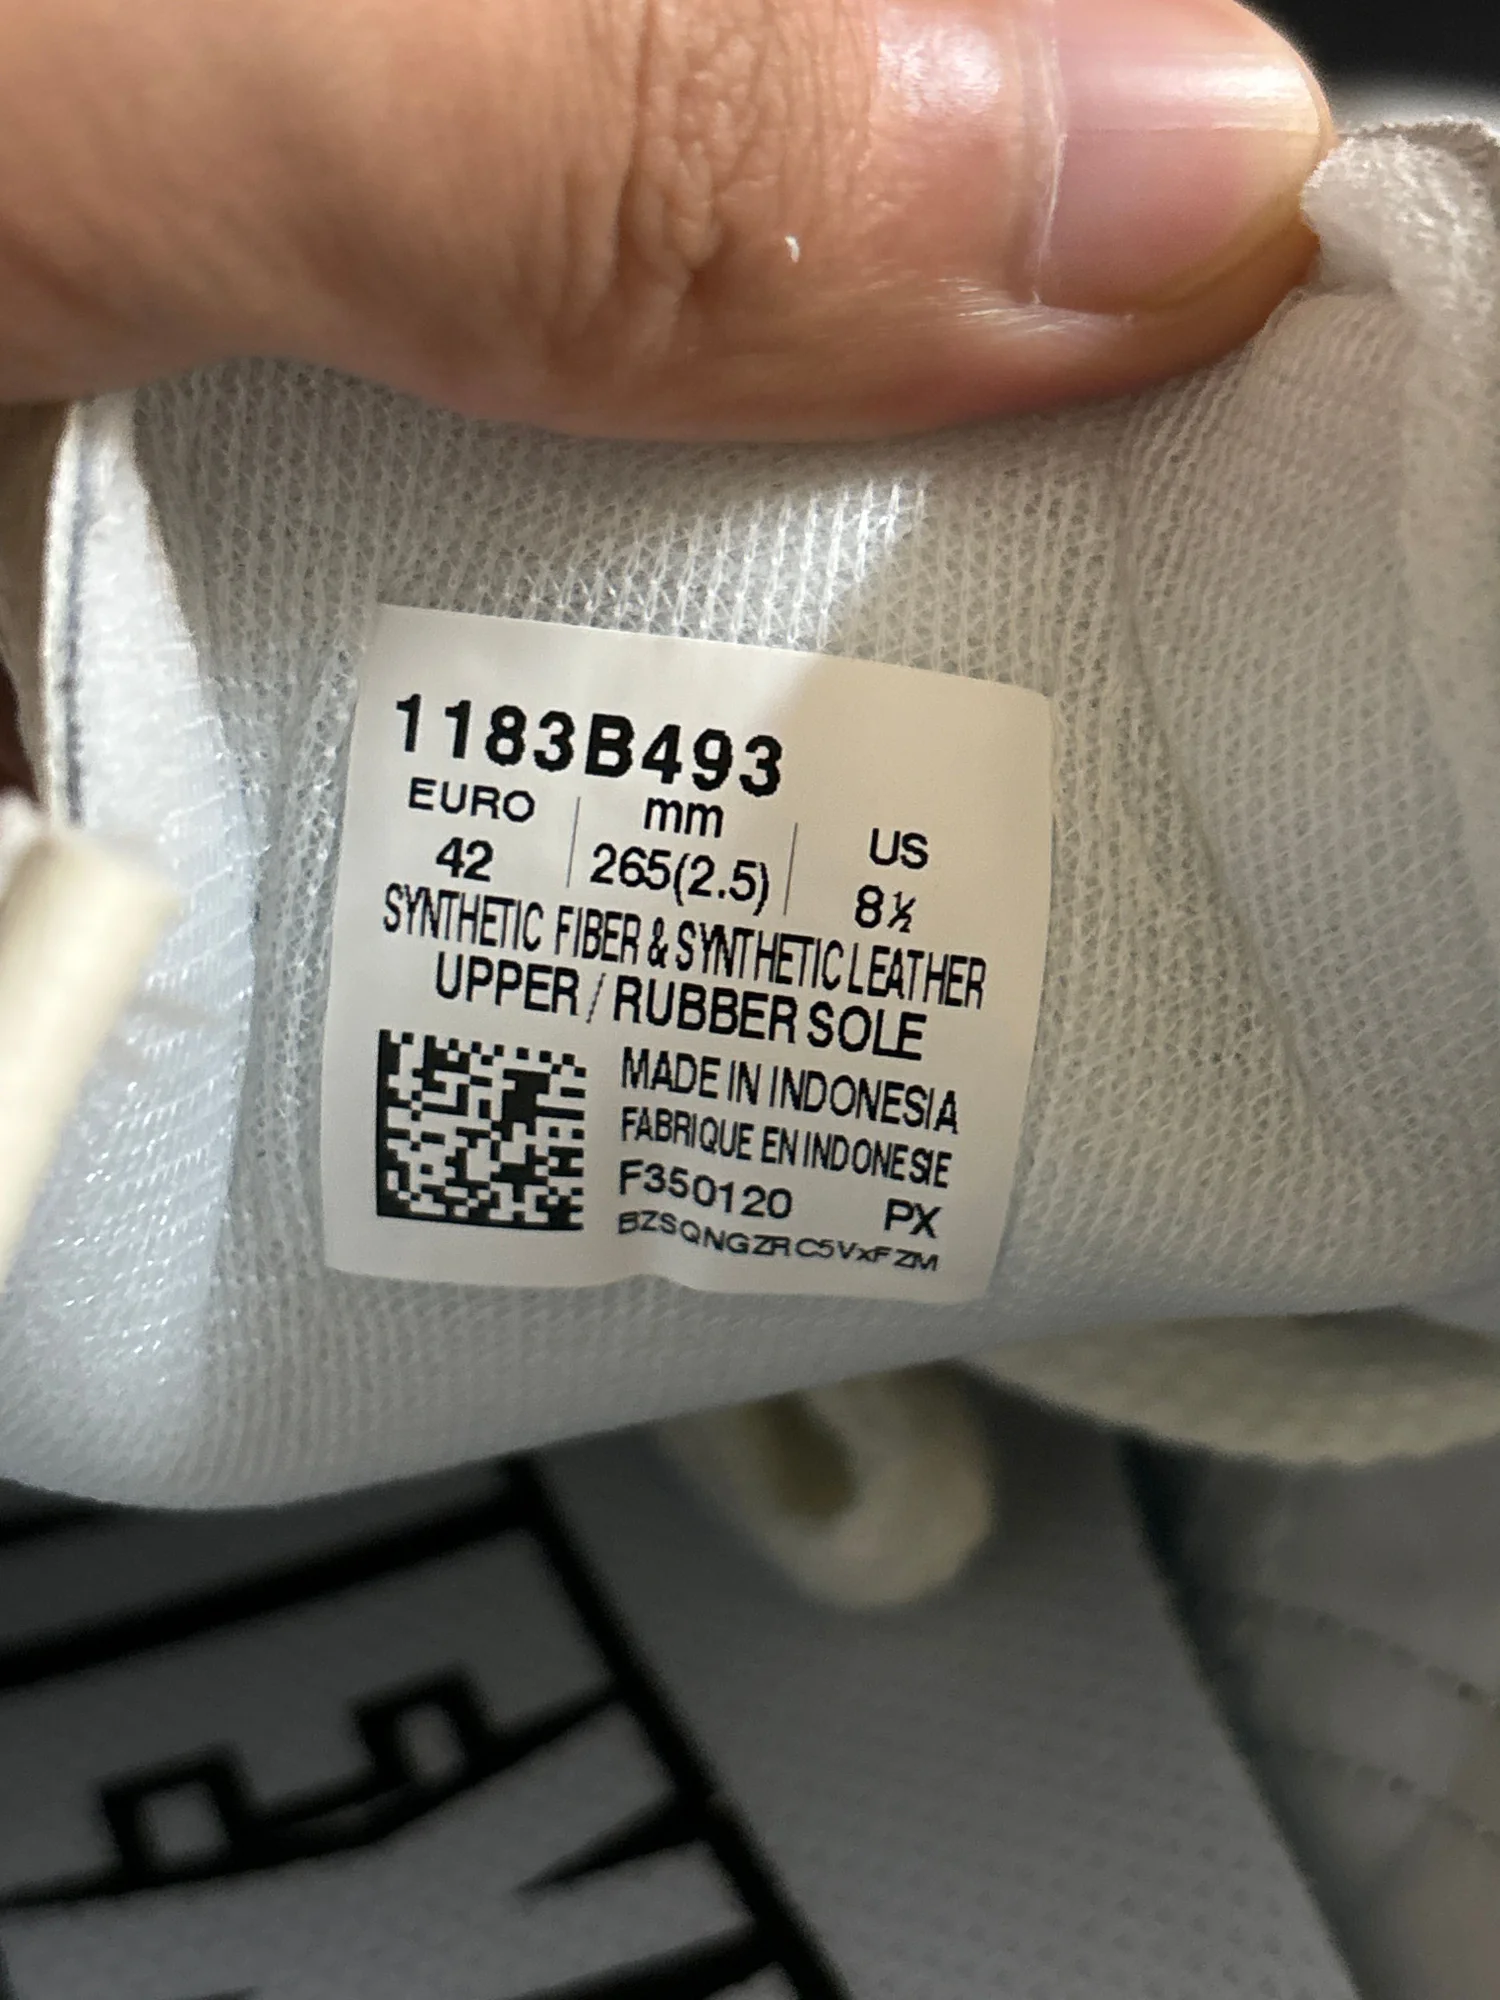 1183B493
EURO mm US
42 265(2.5) 8½
SYNTHETIC FIBER & SYNTHETIC LEATHER
UPPER / RUBBER SOLE
MADE IN INDONESIA
FABRIQUE EN INDONESIE
F350120 PX
BZSQNGZRC5VxFZM